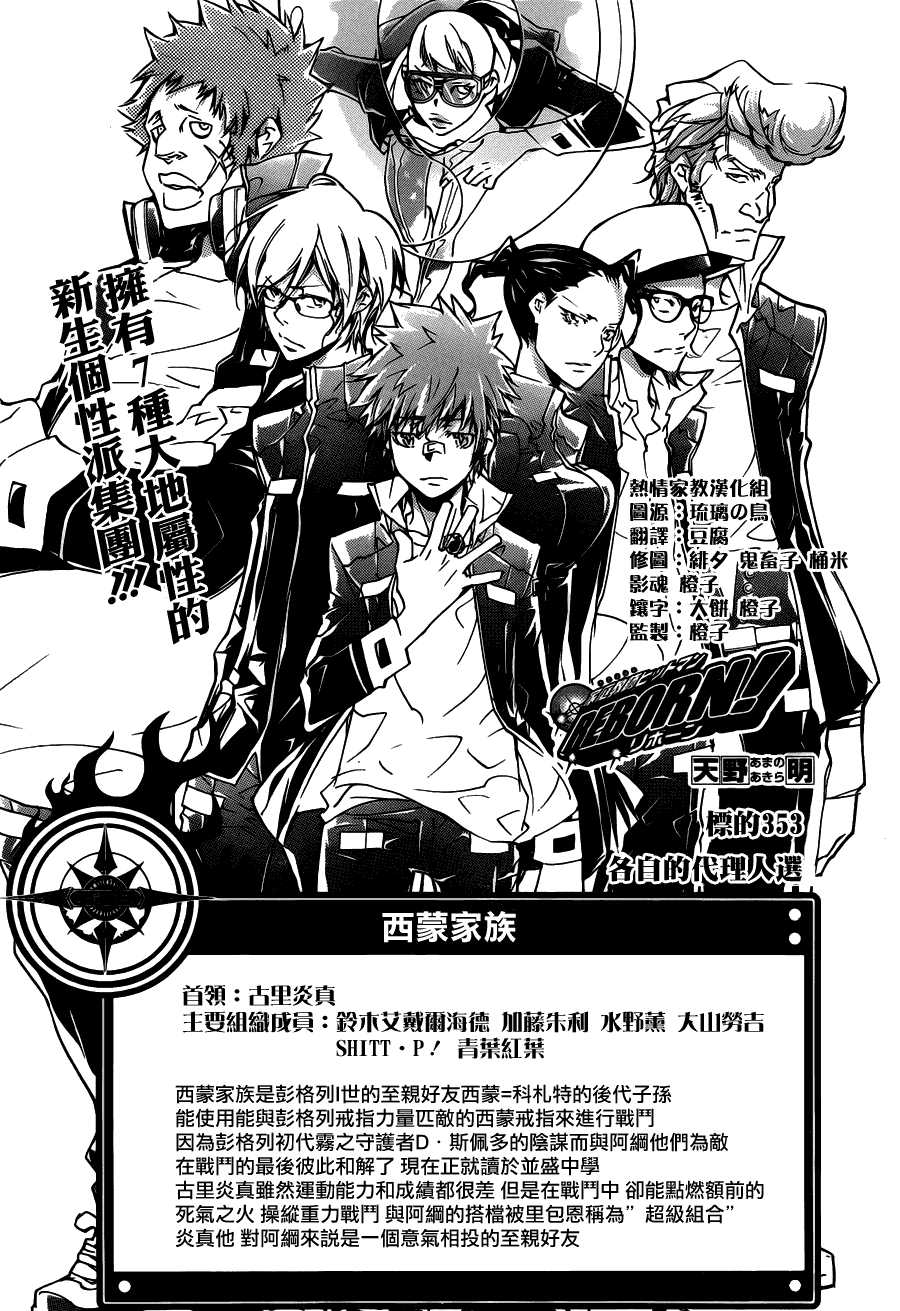 擁有7種大地屬性的
新生個性派集團!!!
熱情家教漢化組
圖源：琉璃の鳥
翻譯：豆腐
修圖：緋夕 鬼畜子 桶米
影魂 橙子
鑲字：大餅 橙子
監製：橙子
REBORN!!
リボーン
天野明
あまの
あきら
標的353
各自的代理人選
西蒙家族
首領：古里炎真
主要組織成員：鈴木艾戴爾海德 加藤朱利 水野薰 大山勞吉
SHITT・P！ 青葉紅葉
西蒙家族是彭格列I世的至親好友西蒙=科札特的後代子孫
能使用能與彭格列戒指力量匹敵的西蒙戒指來進行戰鬥
因為彭格列初代霧之守護者D・斯佩多的陰謀而與阿綱他們為敵
在戰鬥的最後彼此和解了 現在正就讀於並盛中學
古里炎真雖然運動能力和成績都很差 但是在戰鬥中 卻能點燃額前的
死氣之火 操縱重力戰鬥 與阿綱的搭檔被里包恩稱為”超級組合”
炎真他 對阿綱來説是一個意氣相投的至親好友